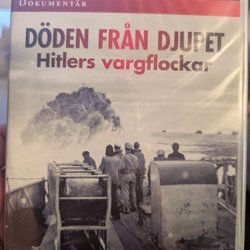 DOKUMENTÄR
DÖDEN FRÅN DJUPET
Hitlers vargflockar